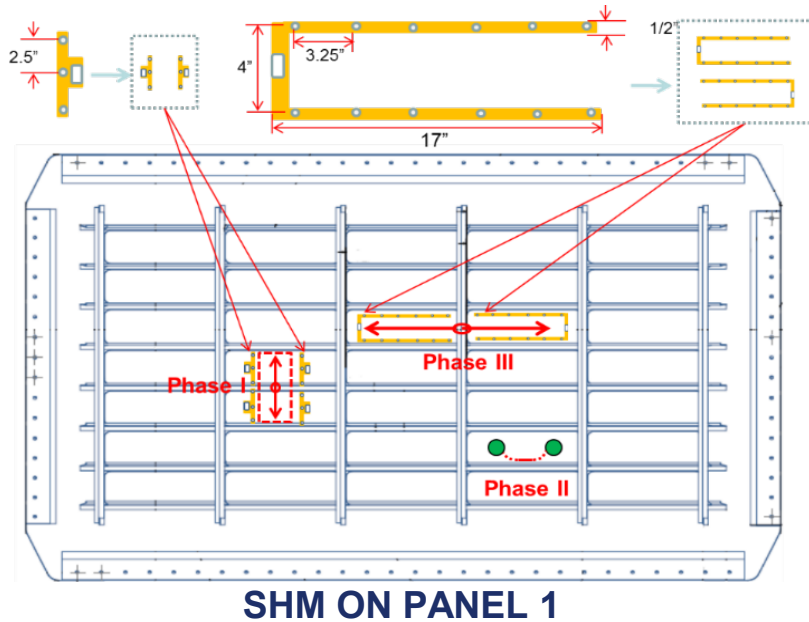 2.5”
4”
3.25”
17”
1/2”
Phase I
Phase III
Phase II
SHM ON PANEL 1